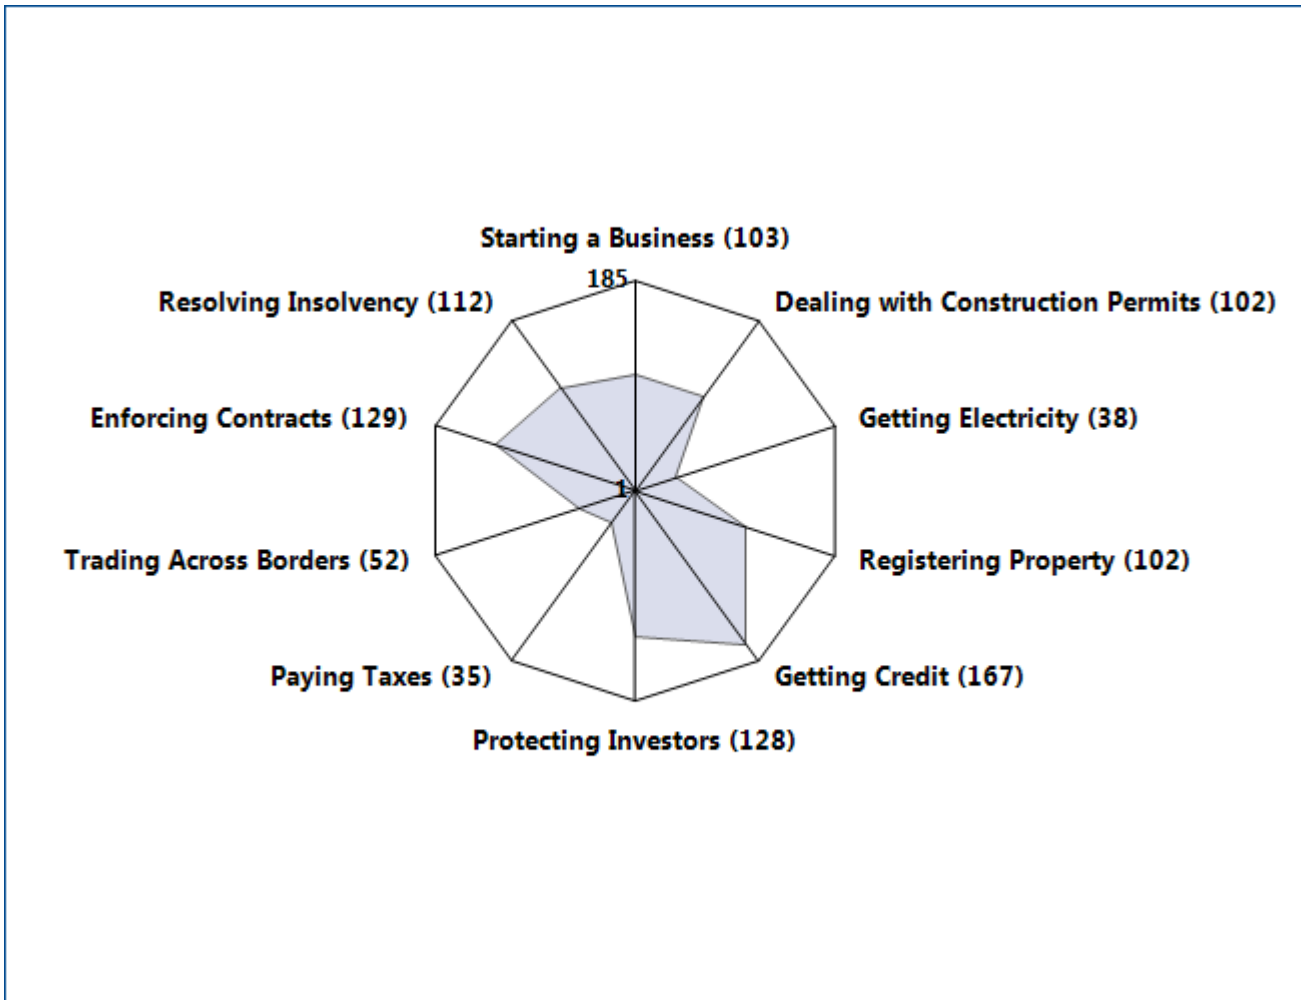 Starting a Business (103)
185
Resolving Insolvency (112)
Dealing with Construction Permits (102)
Enforcing Contracts (129)
Getting Electricity (38)
1
Trading Across Borders (52)
Registering Property (102)
Paying Taxes (35)
Getting Credit (167)
Protecting Investors (128)